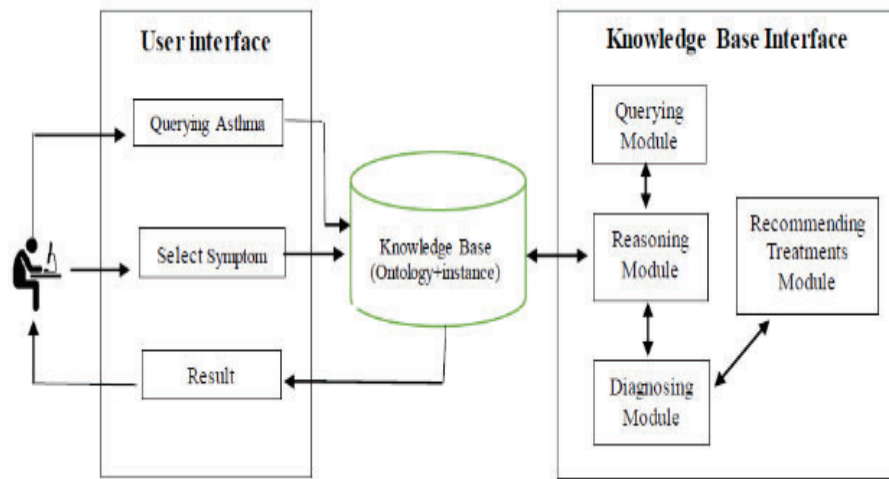 User interface
Querying Asthma
Select Symptom
Result
Knowledge Base
(Ontology+instance)
Knowledge Base Interface
Querying
Module
Reasoning
Module
Recommending
Treatments
Module
Diagnosing
Module